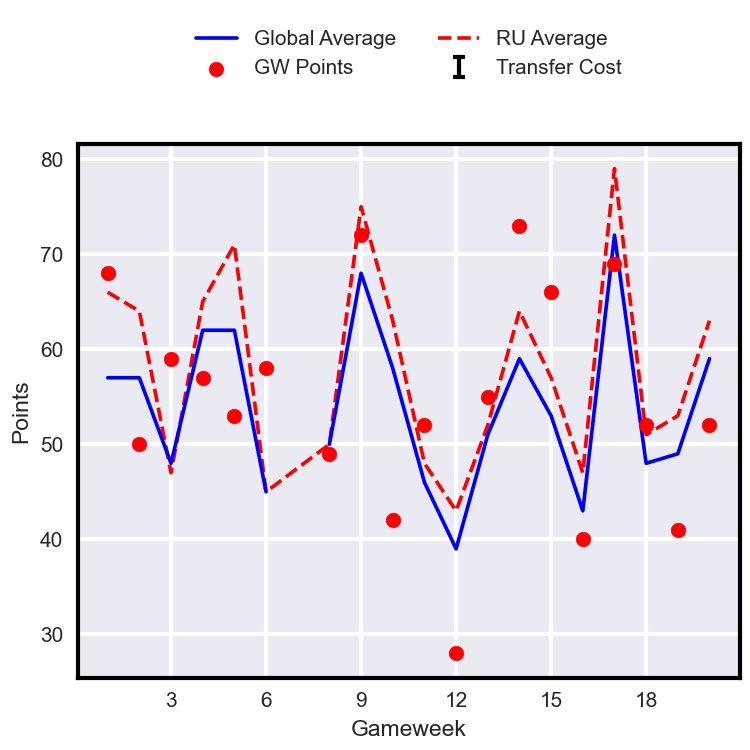 Global Average
RU Average
GW Points
Transfer Cost
80
70
60
50
40
30
Points
3
6
9
12
15
18
Gameweek